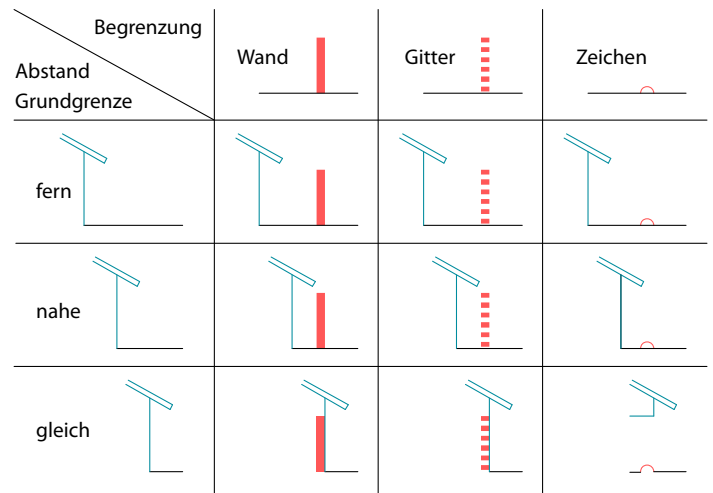 Begrenzung
Abstand
Grundgrenze
Wand
Gitter
Zeichen
fern
nahe
gleich